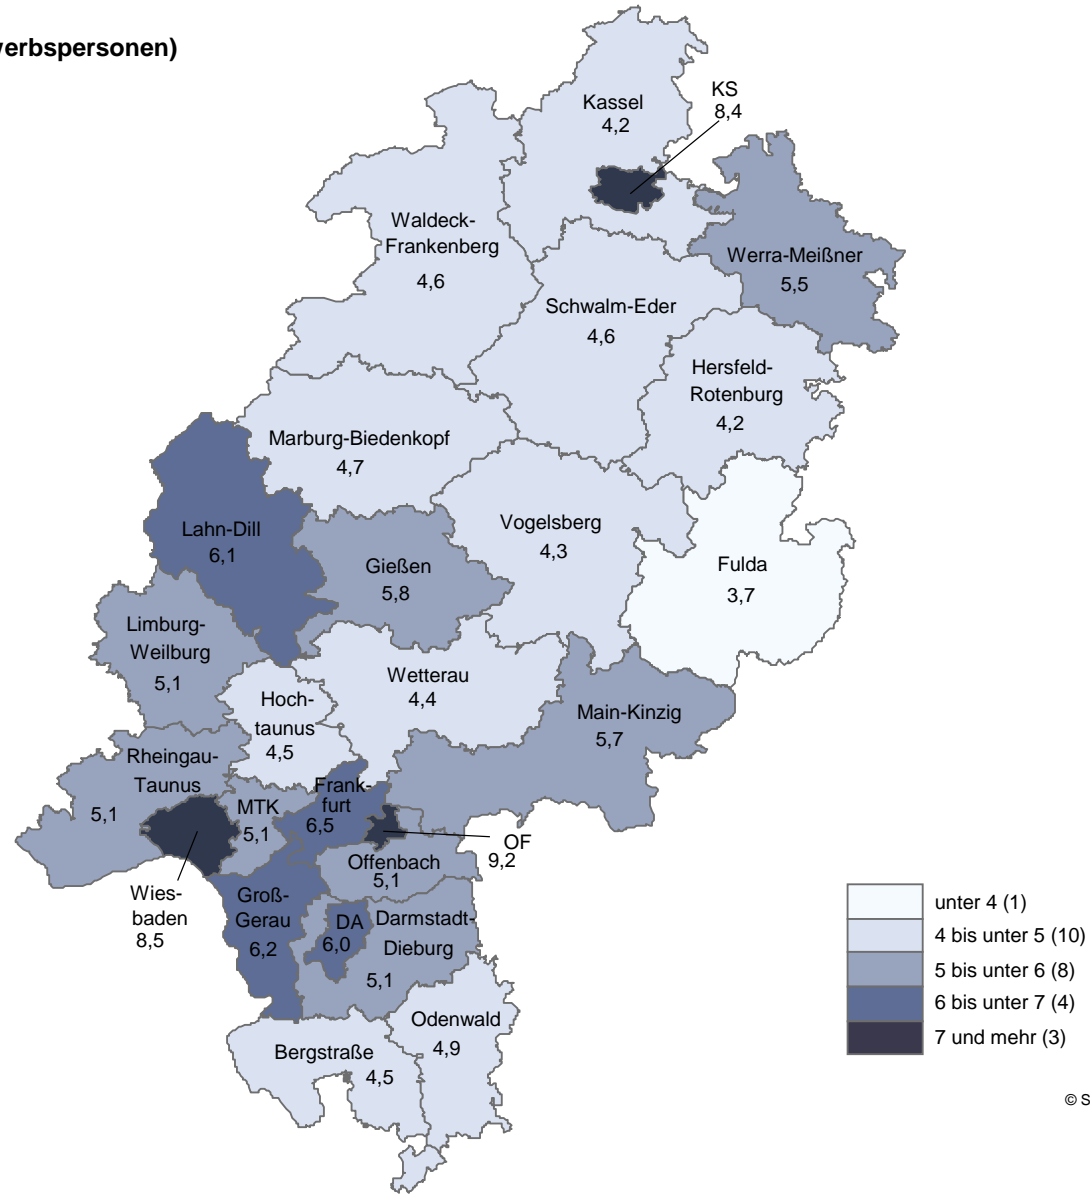 verbspersonen)
Kassel
4,2
KS
8,4
Waldeck-
Frankenberg
4,6
Werra-Meißner
5,5
Schwalm-Eder
4,6
Hersfeld-
Rotenburg
4,2
Marburg-Biedenkopf
4,7
Lahn-Dill
6,1
Vogelsberg
4,3
Gießen
5,8
Fulda
3,7
Limburg-
Weilburg
5,1
Wetterau
4,4
Hoch-
taunus
4,5
Main-Kinzig
5,7
Rheingau-
Taunus
5,1
Frank-
furt
6,5
MTK
5,1
OF
9,2
Offenbach
5,1
Wies-
baden
8,5
Groß-
Gerau
6,2
DA
6,0
Darmstadt-
Dieburg
5,1
Odenwald
4,9
Bergstraße
4,5
unter 4 (1)
4 bis unter 5 (10)
5 bis unter 6 (8)
6 bis unter 7 (4)
7 und mehr (3)
© S